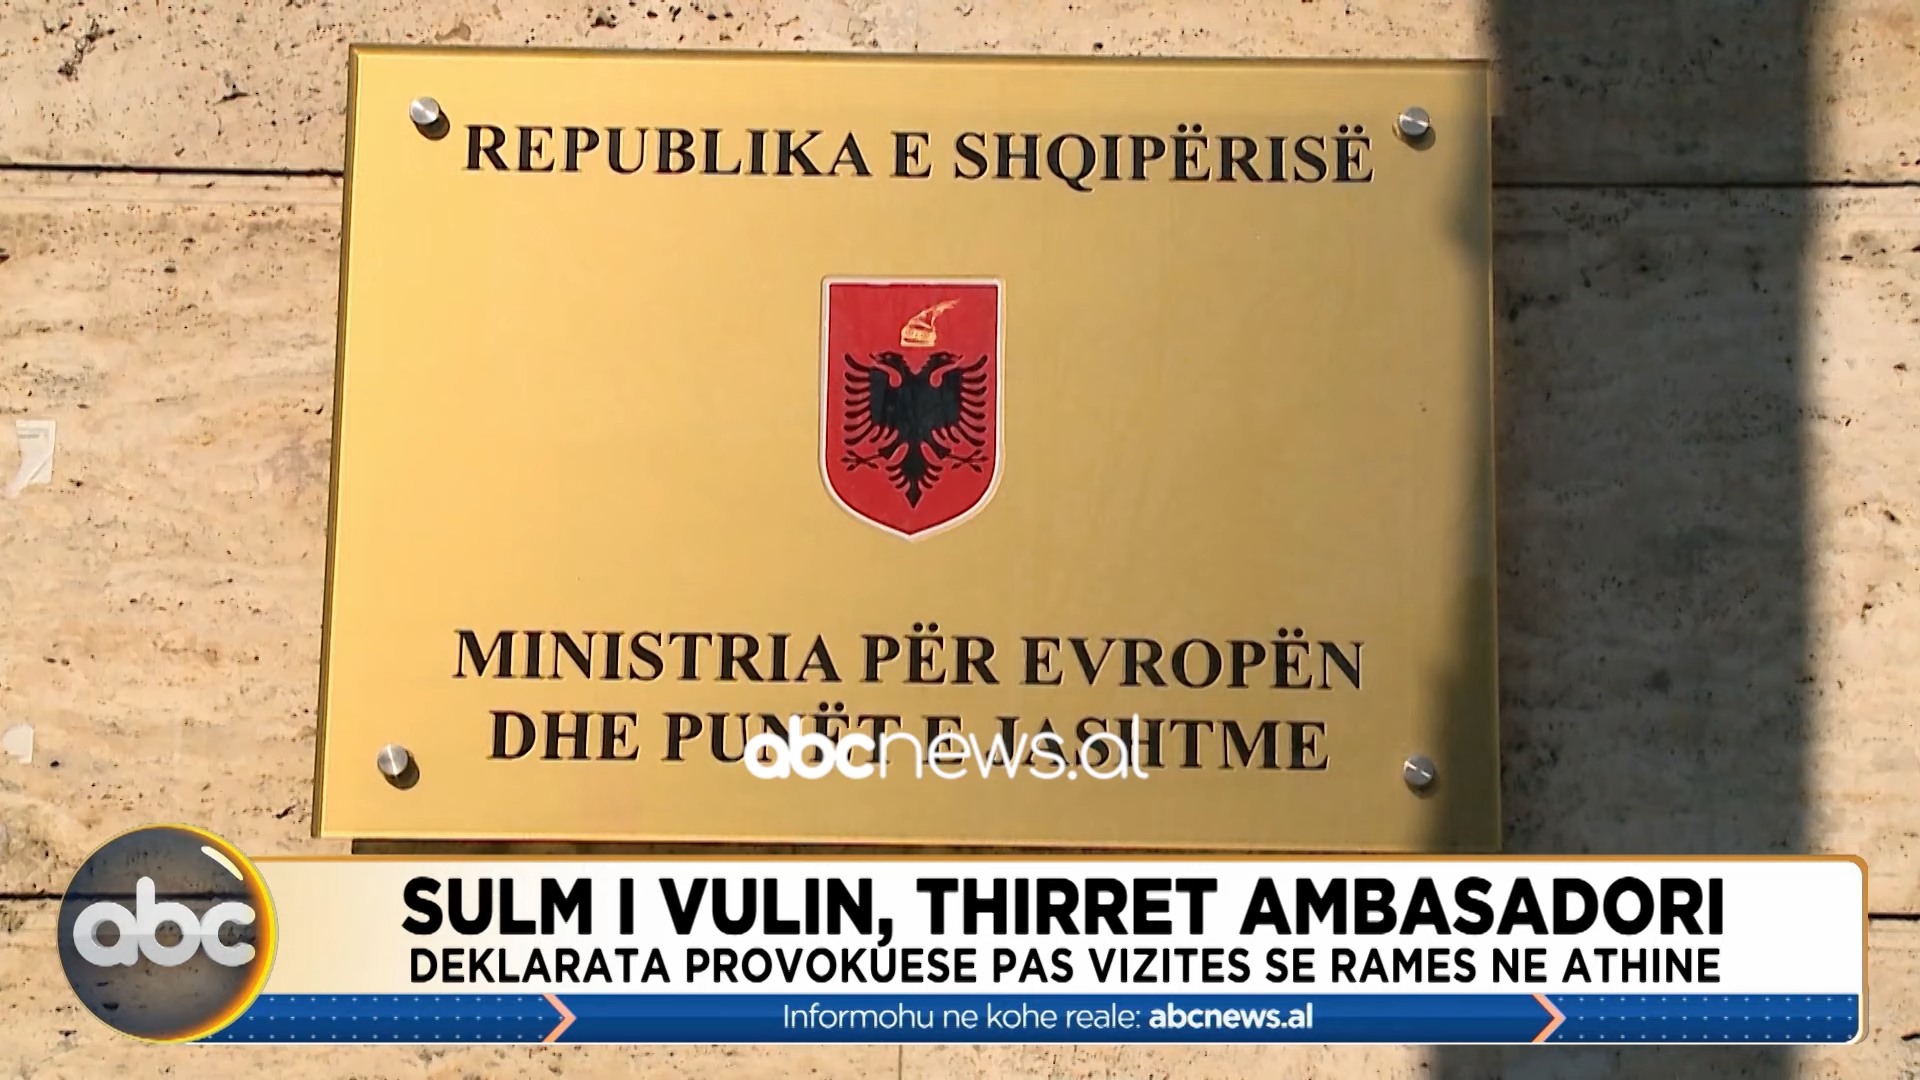 REPUBLIKA E SHQIPËRISË
MINISTRIA PËR EVROPËN
DHE PUNËT E JASHTME
abcnews.al
abc
SULM I VULIN, THIRRET AMBASADORI
DEKLARATA PROVOKUESE PAS VIZITES SE RAMES NE ATHINE
Informohu ne kohe reale: abcnews.al